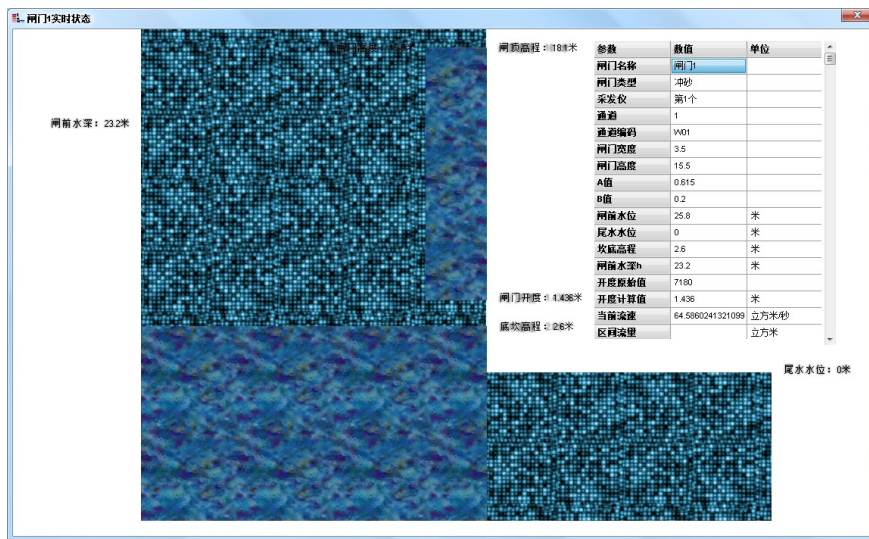 闸门1实时状态
闸门高度：15.5米
闸顶高程：18.1米
闸前水深：23.2米
参数 数值 单位
闸门名称 闸门1
闸门类型 冲砂
采发仪 第1个
通道 1
通道编码 W01
闸门宽度 3.5
闸门高度 15.5
A值 0.615
B值 0.2
闸前水位 25.8 米
尾水水位 0 米
坎底高程 2.6 米
闸前水深h 23.2 米
开度原始值 7180
开度计算值 1.436 米
当前流速 64.5860241321099 立方米/秒
区间流量 立方米
闸门开度：1.436米
底坎高程：2.6米
尾水水位：0米